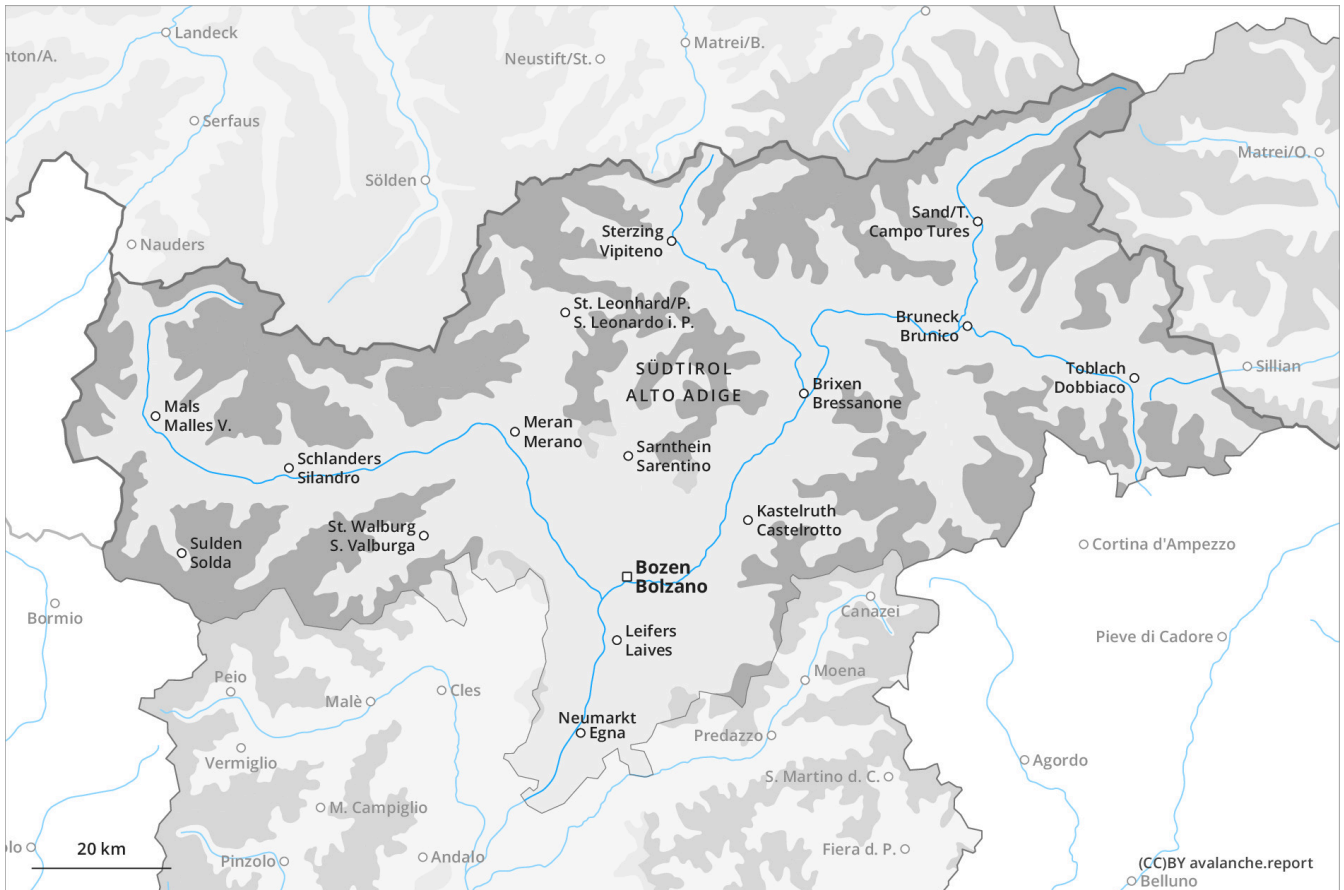 Landeck
nton/A.
Neustift/St.
Matrei/B.
Serfaus
Matrei/O.
Sölden
Nauders
Sand/T.
Campo Tures
Sterzing
Vipiteno
St. Leonhard/P.
S. Leonardo i. P.
Bruneck
Brunico
SÜDTIROL
ALTO ADIGE
Toblach
Dobbiaco
Sillian
Brixen
Bressanone
Mals
Malles V.
Meran
Merano
Sarnthein
Sarentino
Schlanders
Silandro
Kastelruth
Castelrotto
St. Walburg
S. Valburga
Sulden
Solda
Cortina d'Ampezzo
Bozen
Bolzano
Bormio
Canazei
Leifers
Laives
Pieve di Cadore
Peio
Malè
Cles
Moena
Neumarkt
Egna
Predazzo
Vermiglio
Agordo
S. Martino d. C.
M. Campiglio
olo
20 km
Pinzolo
Andalo
Fiera d. P.
(CC)BY avalanche.report
Belluno